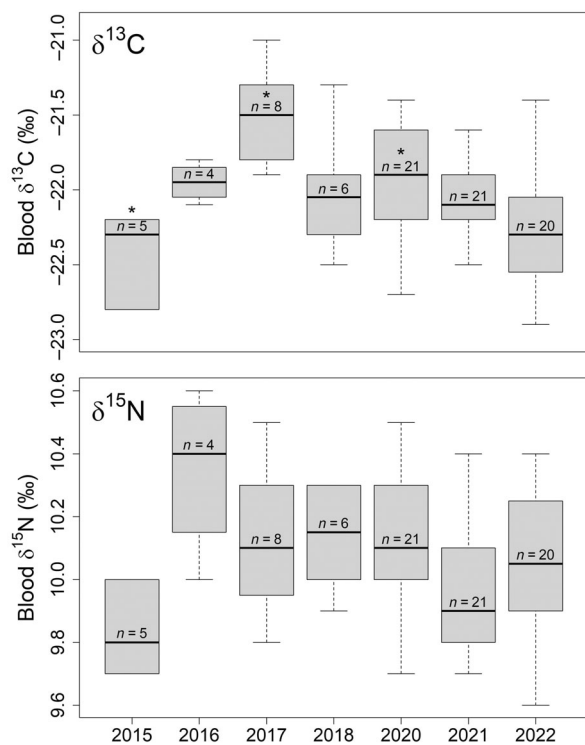 δ13C
Blood δ13C (‰)
−21.0
−21.5
−22.0
−22.5
−23.0
*
n = 5
n = 4
*
n = 8
n = 6
*
n = 21
n = 21
n = 20
δ15N
Blood δ15N (‰)
10.6
10.4
10.2
10.0
9.8
9.6
n = 5
n = 4
n = 8
n = 6
n = 21
n = 21
n = 20
2015 2016 2017 2018 2020 2021 2022